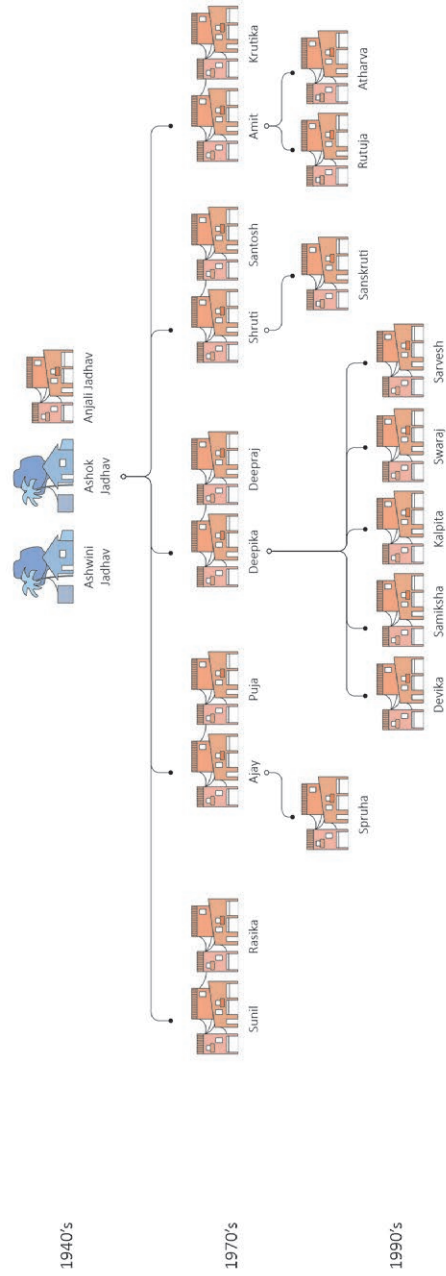 1940's
Ashwini
Jadhav
Ashok
Jadhav
Anjali Jadhav
1970's
Sunil
Rasika
Ajay
Puja
Deepika
Deepraj
Shruti
Santosh
Amit
Krutika
1990's
Spruha
Devika
Samiksha
Kalpita
Swaraj
Sarvesh
Sanskruti
Rutuja
Atharva